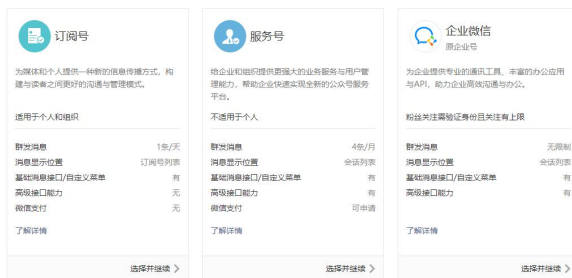 订阅号
为媒体和个人提供一种新的信息传播方式，构
建与读者之间更好的沟通与管理模式。
适用于个人和组织
群发消息 1条/天
消息显示位置 订阅号列表
基础消息接口/自定义菜单 有
高级接口能力 无
微信支付 无
了解详情
选择并继续
服务号
给企业和组织提供更强大的业务服务与用户管
理能力，帮助企业快速实现全新的公众号服务
平台。
不适用于个人
群发消息 4条/月
消息显示位置 会话列表
基础消息接口/自定义菜单 有
高级接口能力 有
微信支付 可申请
了解详情
选择并继续
企业微信
原企业号
为企业提供专业的通讯工具、丰富的办公应用
与API，助力企业高效沟通与办公。
粉丝关注需验证身份且关注有上限
群发消息 无限制
消息显示位置 会话列表
基础消息接口/自定义菜单 有
高级接口能力 有
了解详情
选择并继续